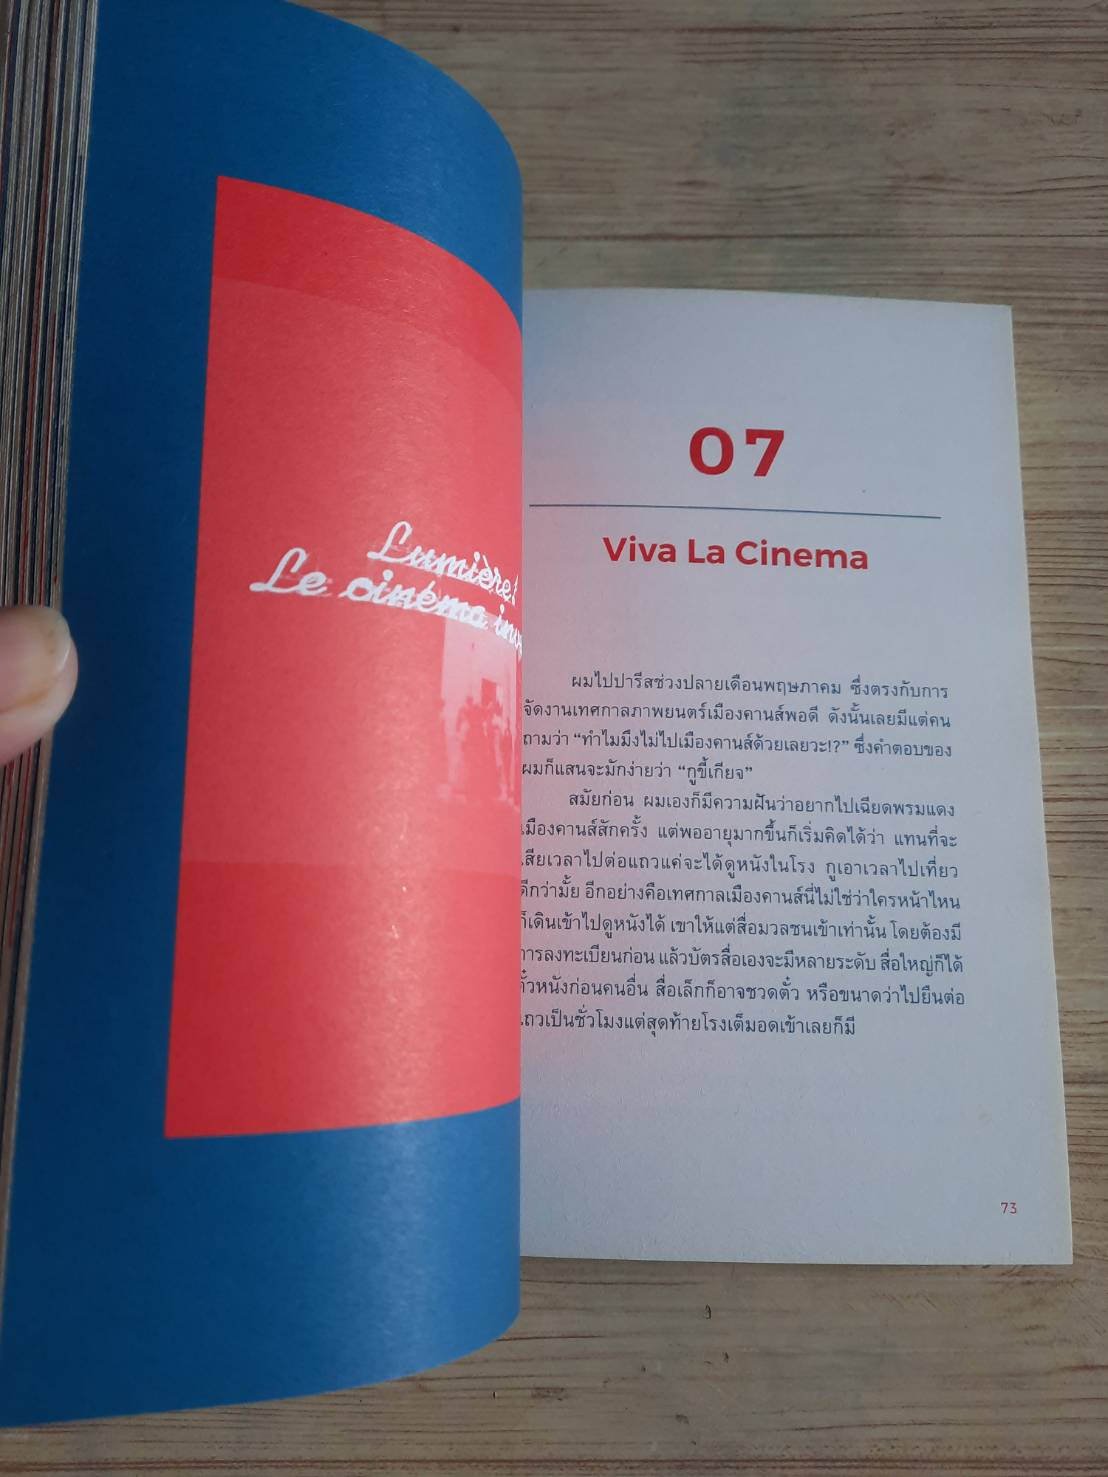 Lumière!
Le cinéma
07
Viva La Cinema
ผมไปปารีสช่วงปลายเดือนพฤษภาคม ซึ่งตรงกับการ
จัดงานเทศกาลภาพยนตร์เมืองคานส์พอดี ดังนั้นเลยมีแต่คน
ถามว่า “ทำไมมึงไม่ไปเมืองคานส์ด้วยเลยวะ!?” ซึ่งคำตอบของ
ผมก็แสนจะมักง่ายว่า “กูขี้เกียจ”
สมัยก่อน ผมเองก็มีความฝันว่าอยากไปเฉียดพรมแดง
เมืองคานส์สักครั้ง แต่พออายุมากขึ้นก็เริ่มคิดได้ว่า แทนที่จะ
เสียเวลาไปต่อแถวแค่จะได้ดูหนังในโรง กูเอาเวลาไปเที่ยว
ดีกว่ามั้ย อีกอย่างคือเทศกาลเมืองคานส์นี่ไม่ใช่ว่าใครหน้าไหน
ก็เดินเข้าไปดูหนังได้ เขาให้แต่สื่อมวลชนเข้าเท่านั้น โดยต้องมี
การลงทะเบียนก่อน แล้วบัตรสื่อเองจะมีหลายระดับ สื่อใหญ่ก็ได้
ตั๋วหนังก่อนคนอื่น สื่อเล็กก็อาจชวดตั๋ว หรือขนาดว่าไปยืนต่อ
แถวเป็นชั่วโมงแต่สุดท้ายโรงเต็มอดเข้าเลยก็มี
73